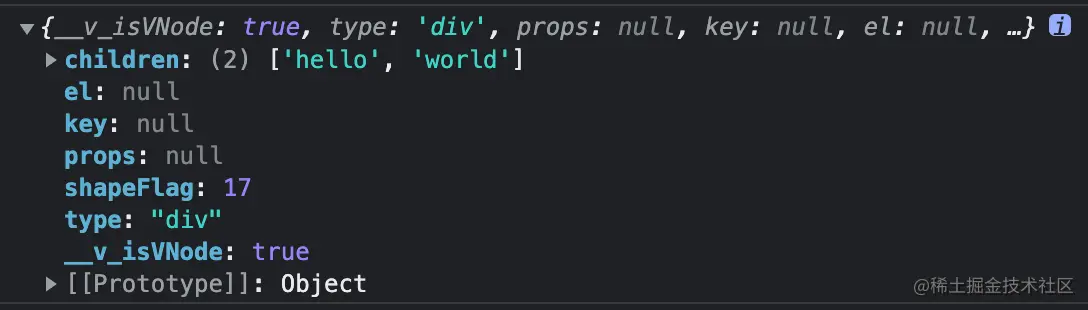 ▼{__v_isVNode: true, type: 'div', props: null, key: null, el: null, …} i
▶children: (2) ['hello', 'world']
el: null
key: null
props: null
shapeFlag: 17
type: "div"
__v_isVNode: true
▶[[Prototype]]: Object
@稀土掘金技术社区